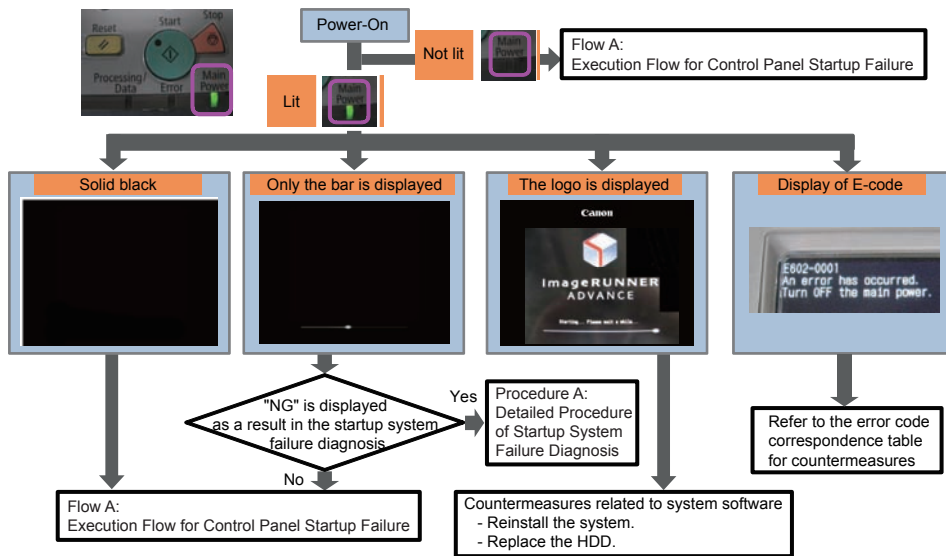 Reset
Start
Stop
Processing/
Data
Error
Main
Power
Power-On
Not lit
Main
Power
Flow A:
Execution Flow for Control Panel Startup Failure
Lit
Main
Power
Solid black
Only the bar is displayed
The logo is displayed
Canon
imageRUNNER
ADVANCE
Starting... Please wait a while...
Display of E-code
E602-0001
An error has occurred.
Turn OFF the main power.
"NG" is displayed
as a result in the startup system
failure diagnosis
Yes
No
Procedure A:
Detailed Procedure
of Startup System
Failure Diagnosis
Refer to the error code
correspondence table
for countermeasures
Flow A:
Execution Flow for Control Panel Startup Failure
Countermeasures related to system software
- Reinstall the system.
- Replace the HDD.